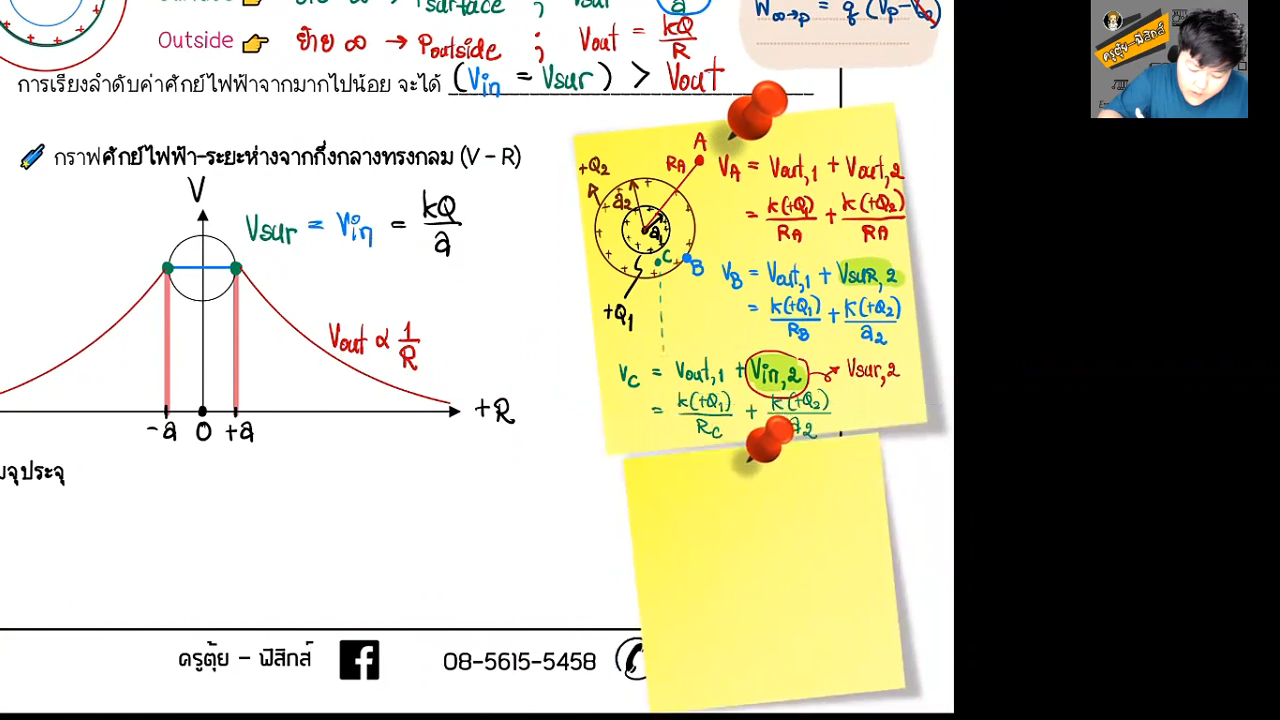 Outside 👉 ย้าย ∞ → Poutside ; Vout = kQ/R
W∞→p = q (Vp -
การเรียงลำดับค่าศักย์ไฟฟ้าจากมากไปน้อย จะได้ (Vin = Vsur) > Vout
กราฟศักย์ไฟฟ้า-ระยะห่างจากกึ่งกลางทรงกลม (V - R)
V
Vsur = Vin = kQ/a
Vout ∝ 1/R
-a 0 +a +R
A
RA
+Q2
a2
a1
C
B
+Q1
VA = Vout,1 + Vout,2
= k(+Q1)/RA + k(+Q2)/RA
VB = Vout,1 + Vsur,2
= k(+Q1)/RB + k(+Q2)/a2
VC = Vout,1 + Vin,2 → Vsur,2
= k(+Q1)/RC + k(+Q2)/a2
ครูตุ้ย - ฟิสิกส์
08-5615-5458
ครูตุ้ย-ฟิสิกส์